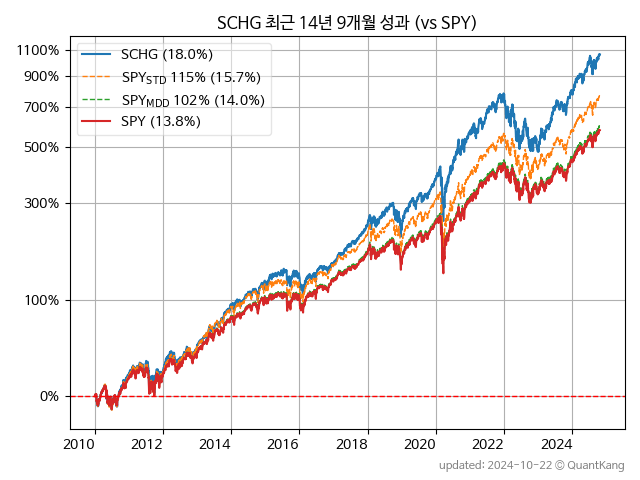 SCHG 최근 14년 9개월 성과 (vs SPY)
SCHG (18.0%)
SPY_STD 115% (15.7%)
SPY_MDD 102% (14.0%)
SPY (13.8%)
1100%
900%
700%
500%
300%
100%
0%
2010 2012 2014 2016 2018 2020 2022 2024
updated: 2024-10-22 © QuantKang